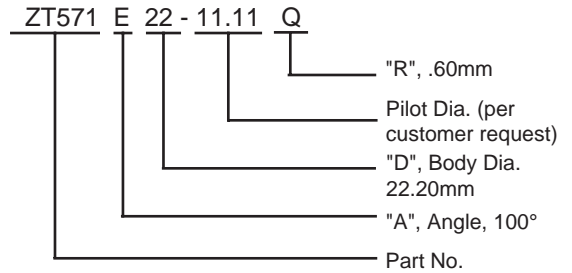 ZT571 E 22 - 11.11 Q
"R", .60mm
Pilot Dia. (per
customer request)
"D", Body Dia.
22.20mm
"A", Angle, 100°
Part No.